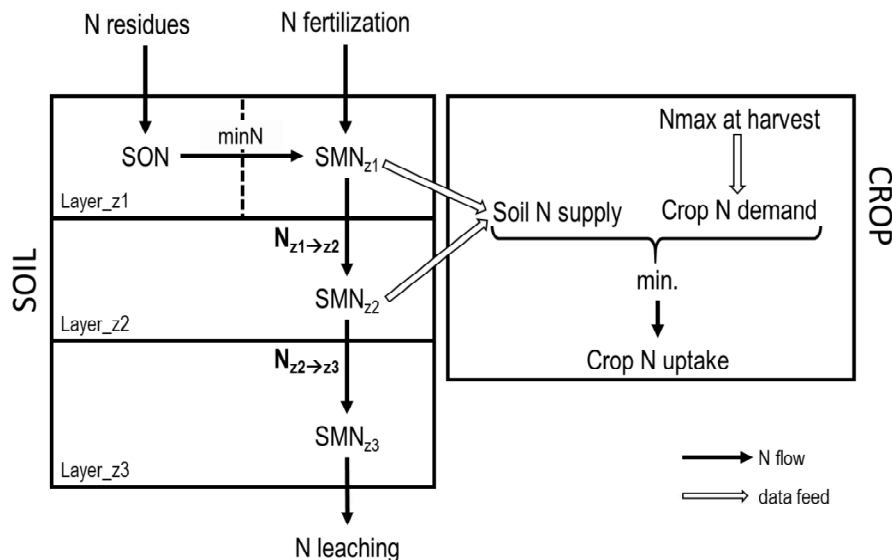 N residues
N fertilization
SON
minN
SMNz1
Layer_z1
Nz1→z2
SMNz2
Layer_z2
Nz2→z3
SMNz3
Layer_z3
N leaching
SOIL
Nmax at harvest
Soil N supply
Crop N demand
min.
Crop N uptake
CROP
N flow
data feed